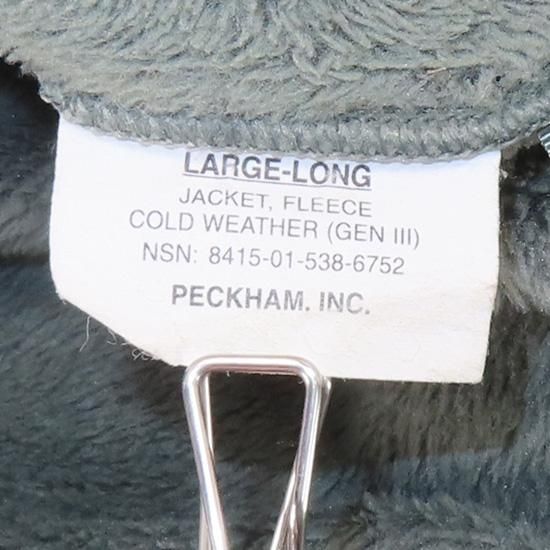 LARGE-LONG
JACKET, FLEECE
COLD WEATHER (GEN III)
NSN: 8415-01-538-6752
PECKHAM. INC.